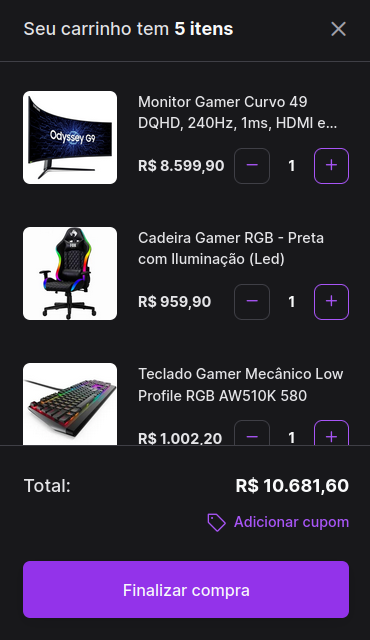 Seu carrinho tem 5 itens
Odyssey G9
Monitor Gamer Curvo 49
DQHD, 240Hz, 1ms, HDMI e...
R$ 8.599,90 − 1 +
Cadeira Gamer RGB - Preta
com Iluminação (Led)
R$ 959,90 − 1 +
Teclado Gamer Mecânico Low
Profile RGB AW510K 580
R$ 1.002,20 − 1 +
Total: R$ 10.681,60
Adicionar cupom
Finalizar compra